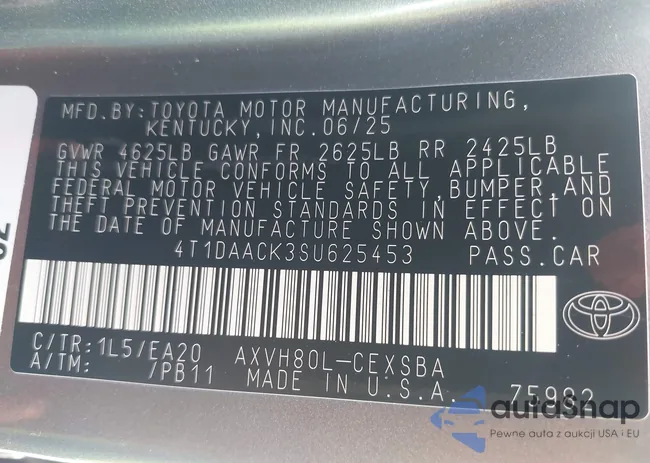 MFD.BY:TOYOTA MOTOR MANUFACTURING,
KENTUCKY,INC.06/25
GVWR 4625LB GAWR FR 2625LB RR 2425LB
THIS VEHICLE CONFORMS TO ALL APPLICABLE
FEDERAL MOTOR VEHICLE SAFETY,BUMPER,AND
THEFT PREVENTION STANDARDS IN EFFECT ON
THE DATE OF MANUFACTURE SHOWN ABOVE.
4T1DAACK3SU625453 PASS.CAR
C/TR:1L5/EA20 AXVH80L-CEXSBA
A/TM: /PB11 MADE IN U.S.A. 75982
autoSnap
Pewne auta z aukcji USA i EU